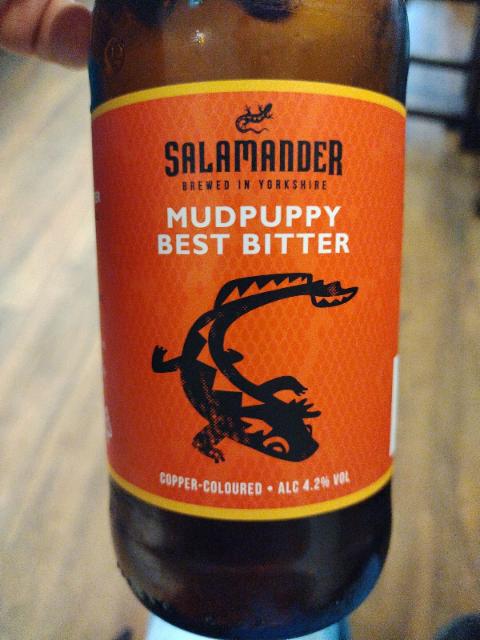 SALAMANDER
BREWED IN YORKSHIRE
MUDPUPPY
BEST BITTER
COPPER-COLOURED • ALC 4.2% VOL